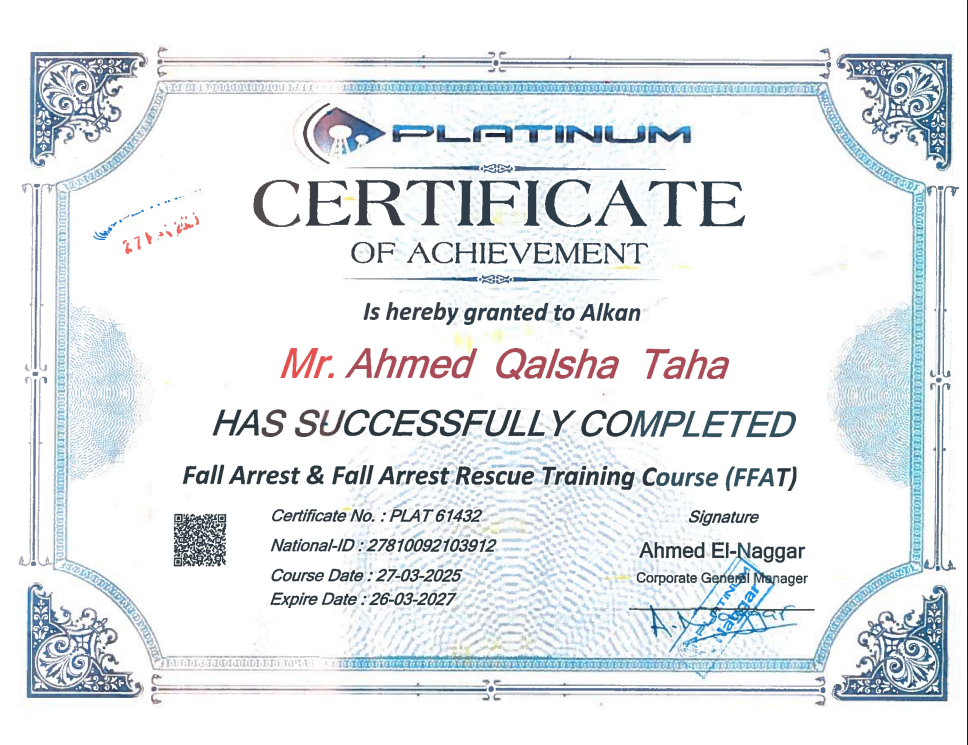 PLATINUM
CERTIFICATE
OF ACHIEVEMENT
Is hereby granted to Alkan
Mr. Ahmed Qalsha Taha
HAS SUCCESSFULLY COMPLETED
Fall Arrest & Fall Arrest Rescue Training Course (FFAT)
Certificate No. : PLAT 61432
National-ID : 27810092103912
Course Date : 27-03-2025
Expire Date : 26-03-2027
Signature
Ahmed El-Naggar
Corporate General Manager
PLATINUM
Naggar